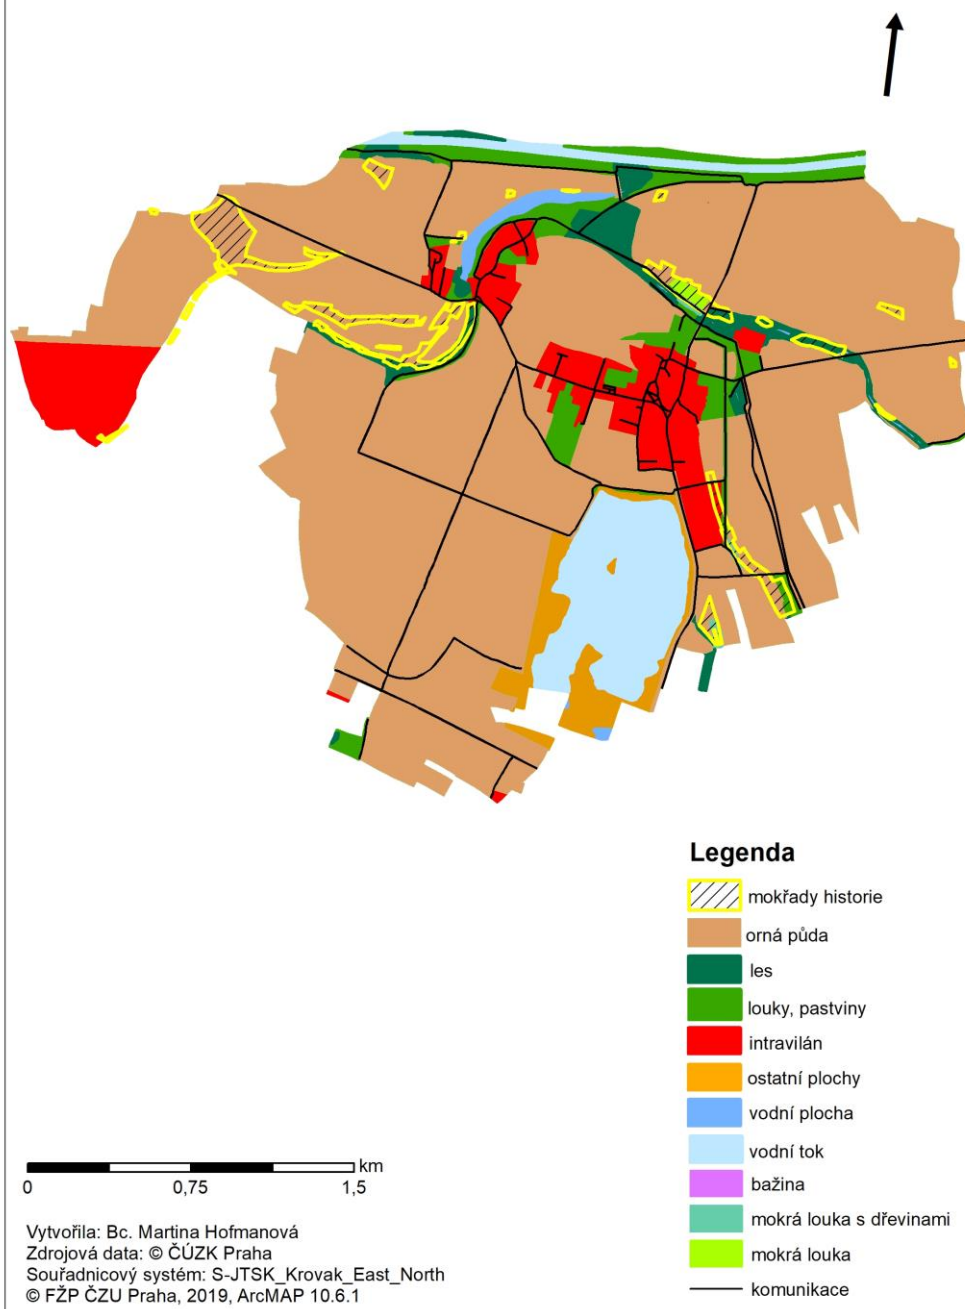 Legenda
mokřady historie
orná půda
les
louky, pastviny
intravilán
ostatní plochy
vodní plocha
vodní tok
bažina
mokrá louka s dřevinami
mokrá louka
komunikace
km
0 0,75 1,5
Vytvořila: Bc. Martina Hofmanová
Zdrojová data: © ČÚZK Praha
Souřadnicový systém: S-JTSK_Krovak_East_North
© FŽP ČZU Praha, 2019, ArcMAP 10.6.1